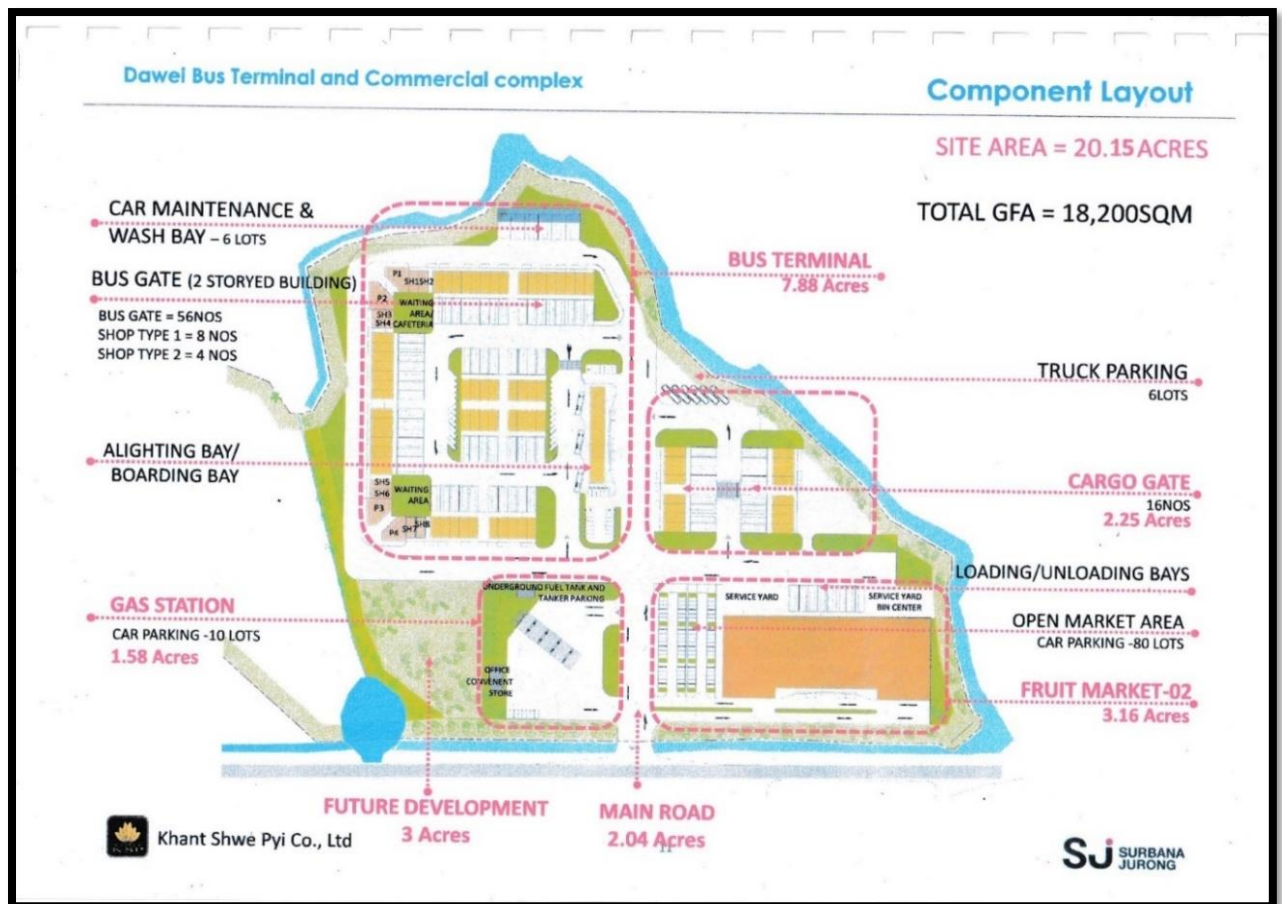 Dawei Bus Terminal and Commercial complex
Component Layout
SITE AREA = 20.15 ACRES
TOTAL GFA = 18,200SQM
CAR MAINTENANCE &
WASH BAY – 6 LOTS
BUS GATE (2 STORYED BUILDING)
BUS GATE = 56NOS
SHOP TYPE 1 = 8 NOS
SHOP TYPE 2 = 4 NOS
ALIGHTING BAY/
BOARDING BAY
GAS STATION
CAR PARKING -10 LOTS
1.58 Acres
P1
SH1SH2
P2
SH3
SH4
WAITING
AREA/
CAFETERIA
SH5
SH6
P3
WAITING
AREA
P4
SH7
SH8
BUS TERMINAL
7.88 Acres
TRUCK PARKING
6LOTS
CARGO GATE
16NOS
2.25 Acres
LOADING/UNLOADING BAYS
OPEN MARKET AREA
CAR PARKING -80 LOTS
FRUIT MARKET-02
3.16 Acres
UNDERGROUND FUEL TANK AND
TANKER PARKING
OFFICE
CONVENENT
STORE
SERVICE YARD
SERVICE YARD
BIN CENTER
FUTURE DEVELOPMENT
3 Acres
MAIN ROAD
2.04 Acres
11
Khant Shwe Pyi Co., Ltd
SJ SURBANA
JURONG